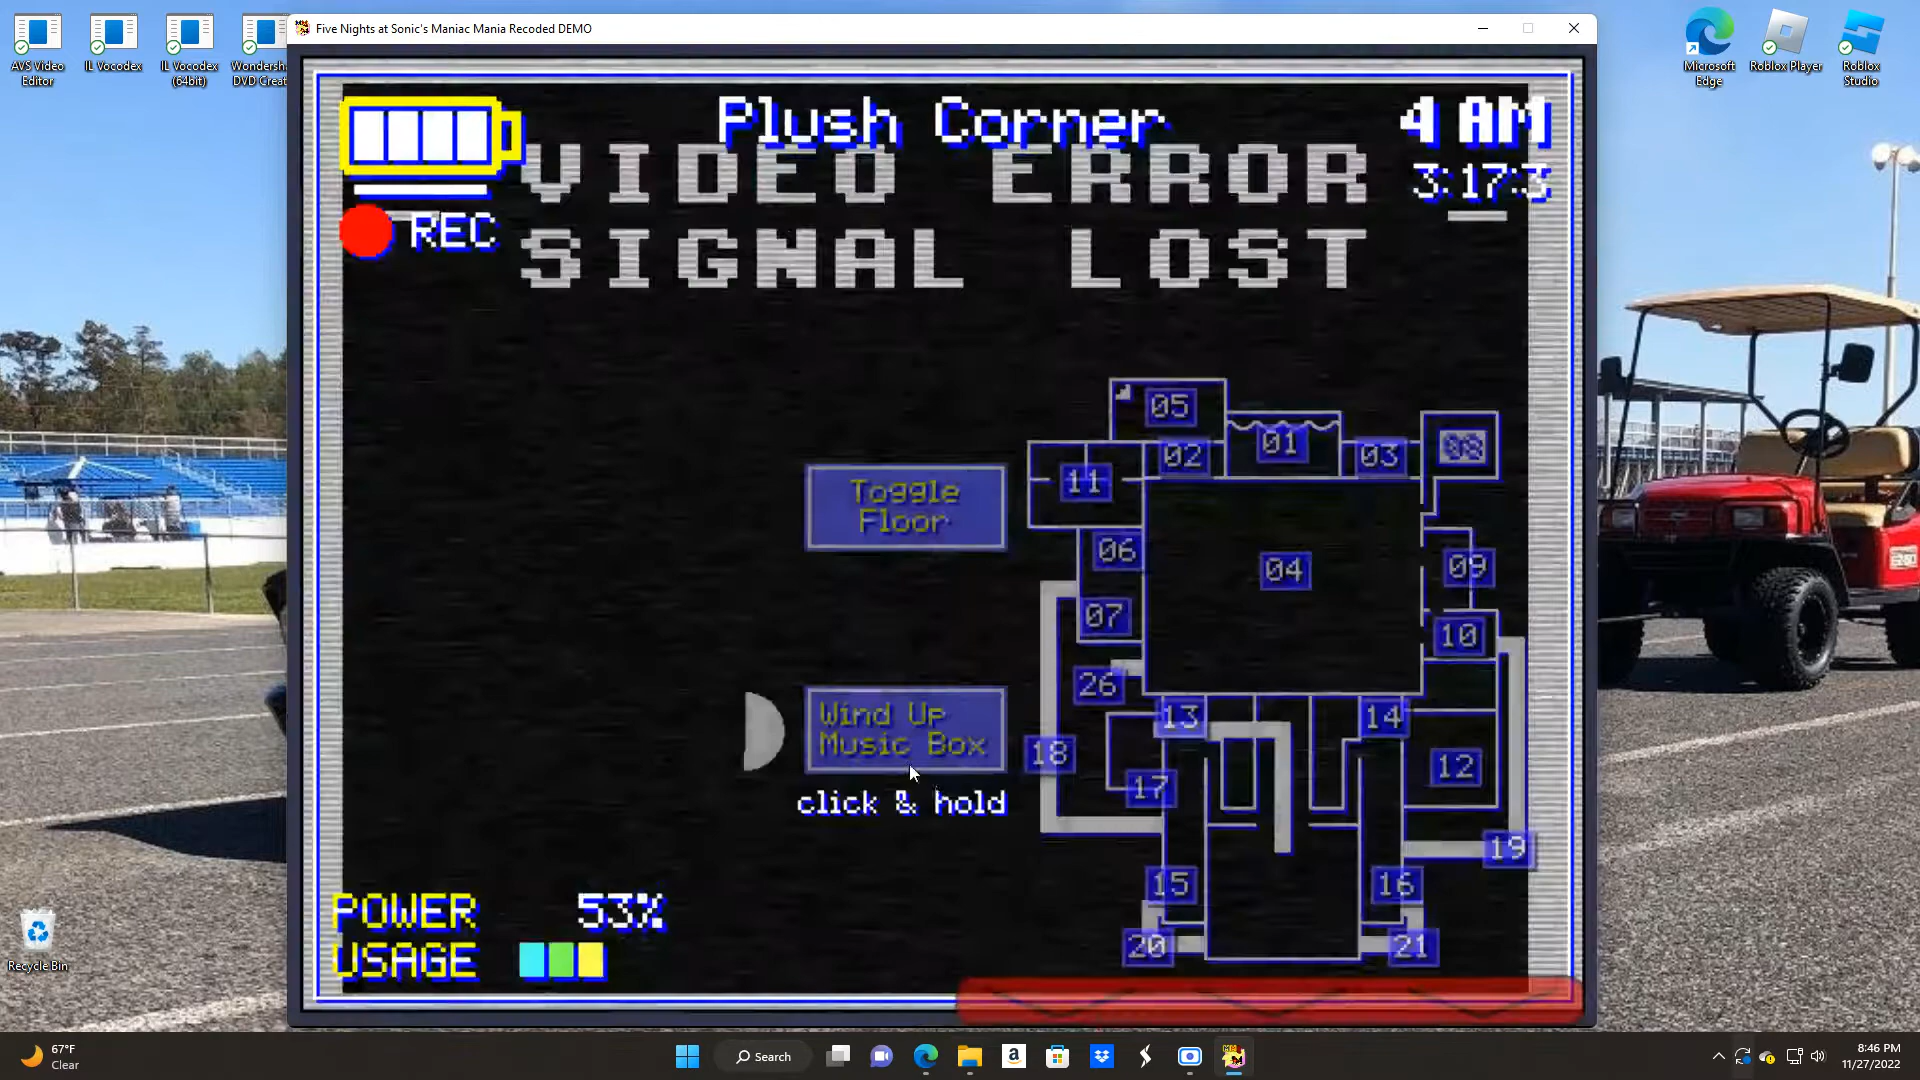 Five Nights at Sonic's Maniac Mania Recoded DEMO
AVS Video
Editor
IL Vocodex
IL Vocodex
(64bit)
Wondersh...
DVD Creat...
Microsoft
Edge
Roblox Player
Roblox
Studio
Plush Corner
4 AM
3:17:3
VIDEO ERROR
SIGNAL LOST
REC
05
01
02
03
08
11
Toggle
Floor
06
04
09
07
10
26
13
14
Wind Up
Music Box
18
12
17
click & hold
19
15
16
20
21
POWER 53%
USAGE
Recycle Bin
67°F
Clear
Search
8:46 PM
11/27/2022